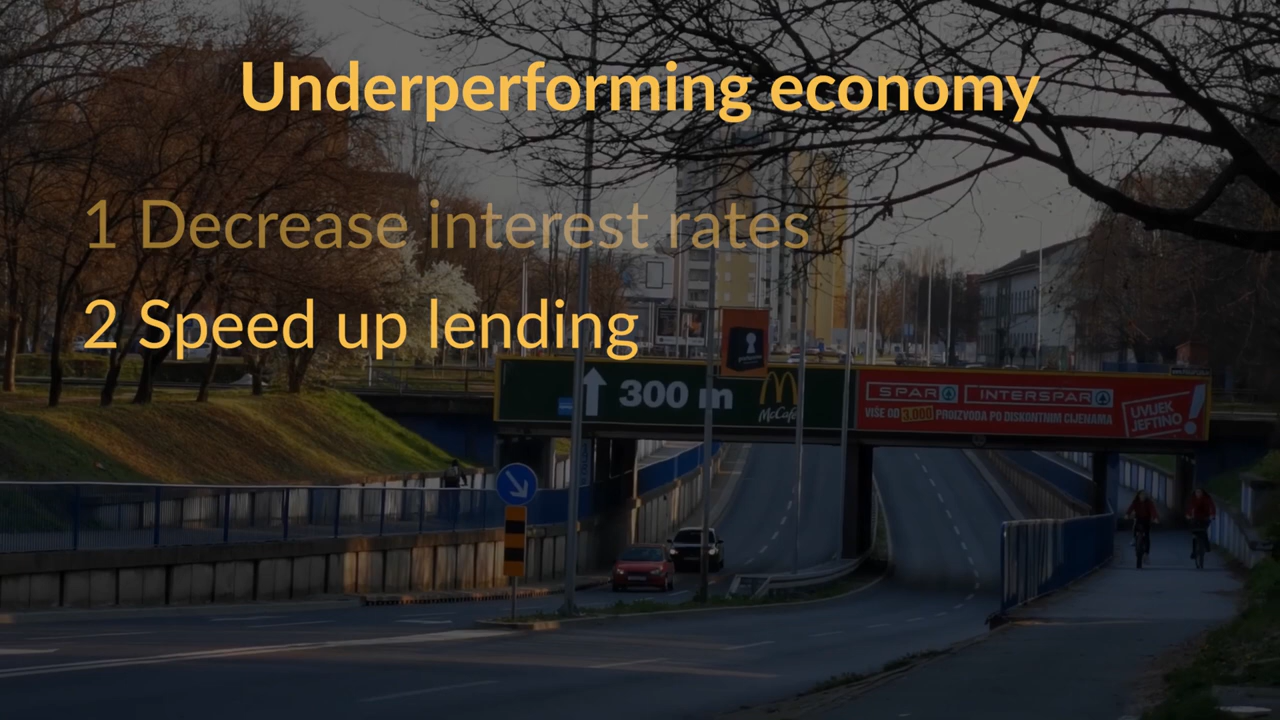 Underperforming economy
1 Decrease interest rates
2 Speed up lending
300 m
McCafé
SPAR INTERSPAR
VIŠE OD 3.000 PROIZVODA PO DISKONTNIM CIJENAMA
UVIJEK
JEFTINO!